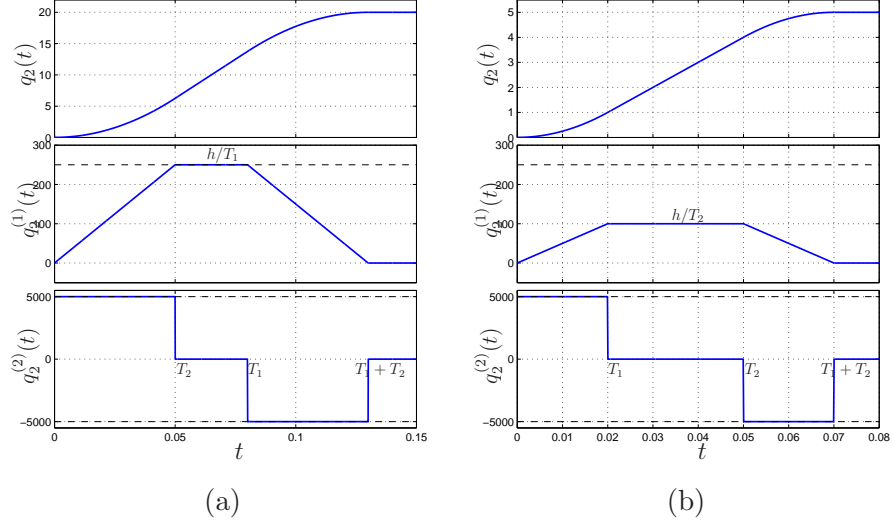 20
15
10
5
0
q₂(t)
300
200
100
0
q₂⁽¹⁾(t)
h/T₁
5000
0
−5000
q₂⁽²⁾(t)
T₂
T₁
T₁ + T₂
0
0.05
0.1
0.15
t
(a)
5
4
3
2
1
0
q₂(t)
300
200
100
0
q₂⁽¹⁾(t)
h/T₂
5000
0
−5000
q₂⁽²⁾(t)
T₁
T₂
T₁ + T₂
0
0.01
0.02
0.03
0.04
0.05
0.06
0.07
0.08
t
(b)